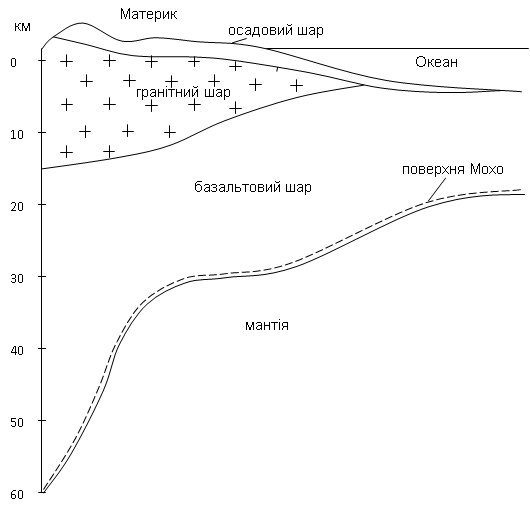 Материк
км
осадовий шар
0
Океан
гранітний шар
10
поверхня Мохо
базальтовий шар
20
30
мантія
40
50
60